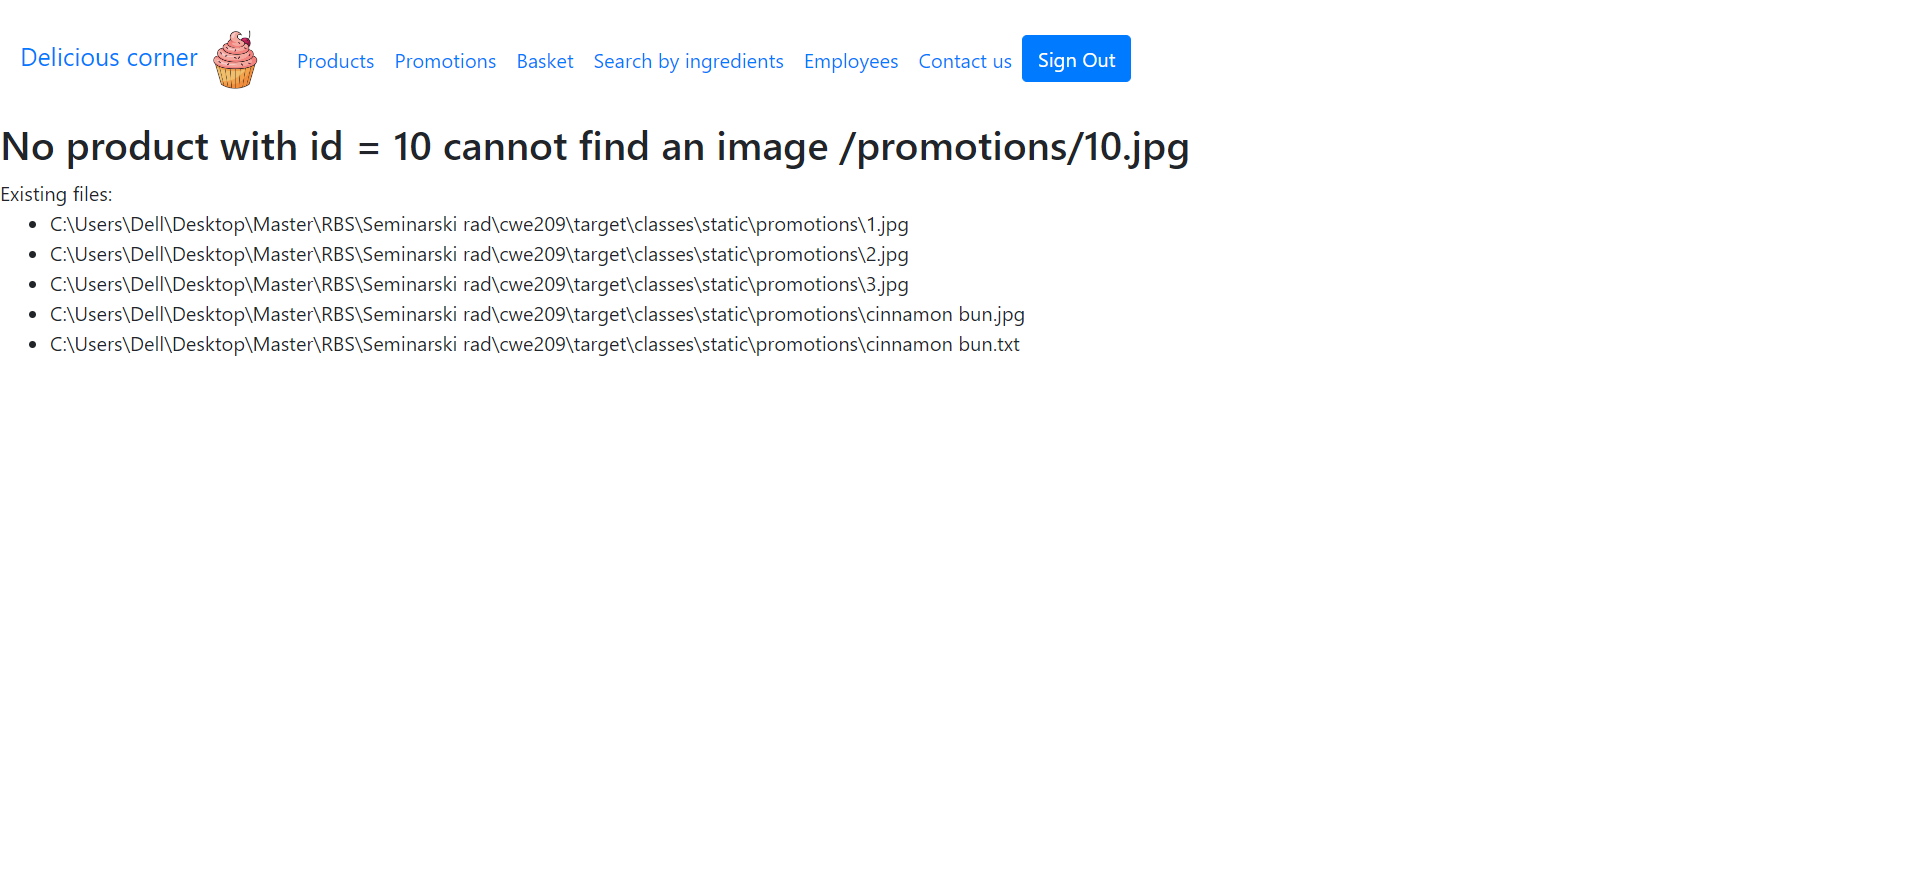 Delicious corner Products Promotions Basket Search by ingredients Employees Contact us Sign Out
No product with id = 10 cannot find an image /promotions/10.jpg
Existing files:
• C:\Users\Dell\Desktop\Master\RBS\Seminarski rad\cwe209\target\classes\static\promotions\1.jpg
• C:\Users\Dell\Desktop\Master\RBS\Seminarski rad\cwe209\target\classes\static\promotions\2.jpg
• C:\Users\Dell\Desktop\Master\RBS\Seminarski rad\cwe209\target\classes\static\promotions\3.jpg
• C:\Users\Dell\Desktop\Master\RBS\Seminarski rad\cwe209\target\classes\static\promotions\cinnamon bun.jpg
• C:\Users\Dell\Desktop\Master\RBS\Seminarski rad\cwe209\target\classes\static\promotions\cinnamon bun.txt